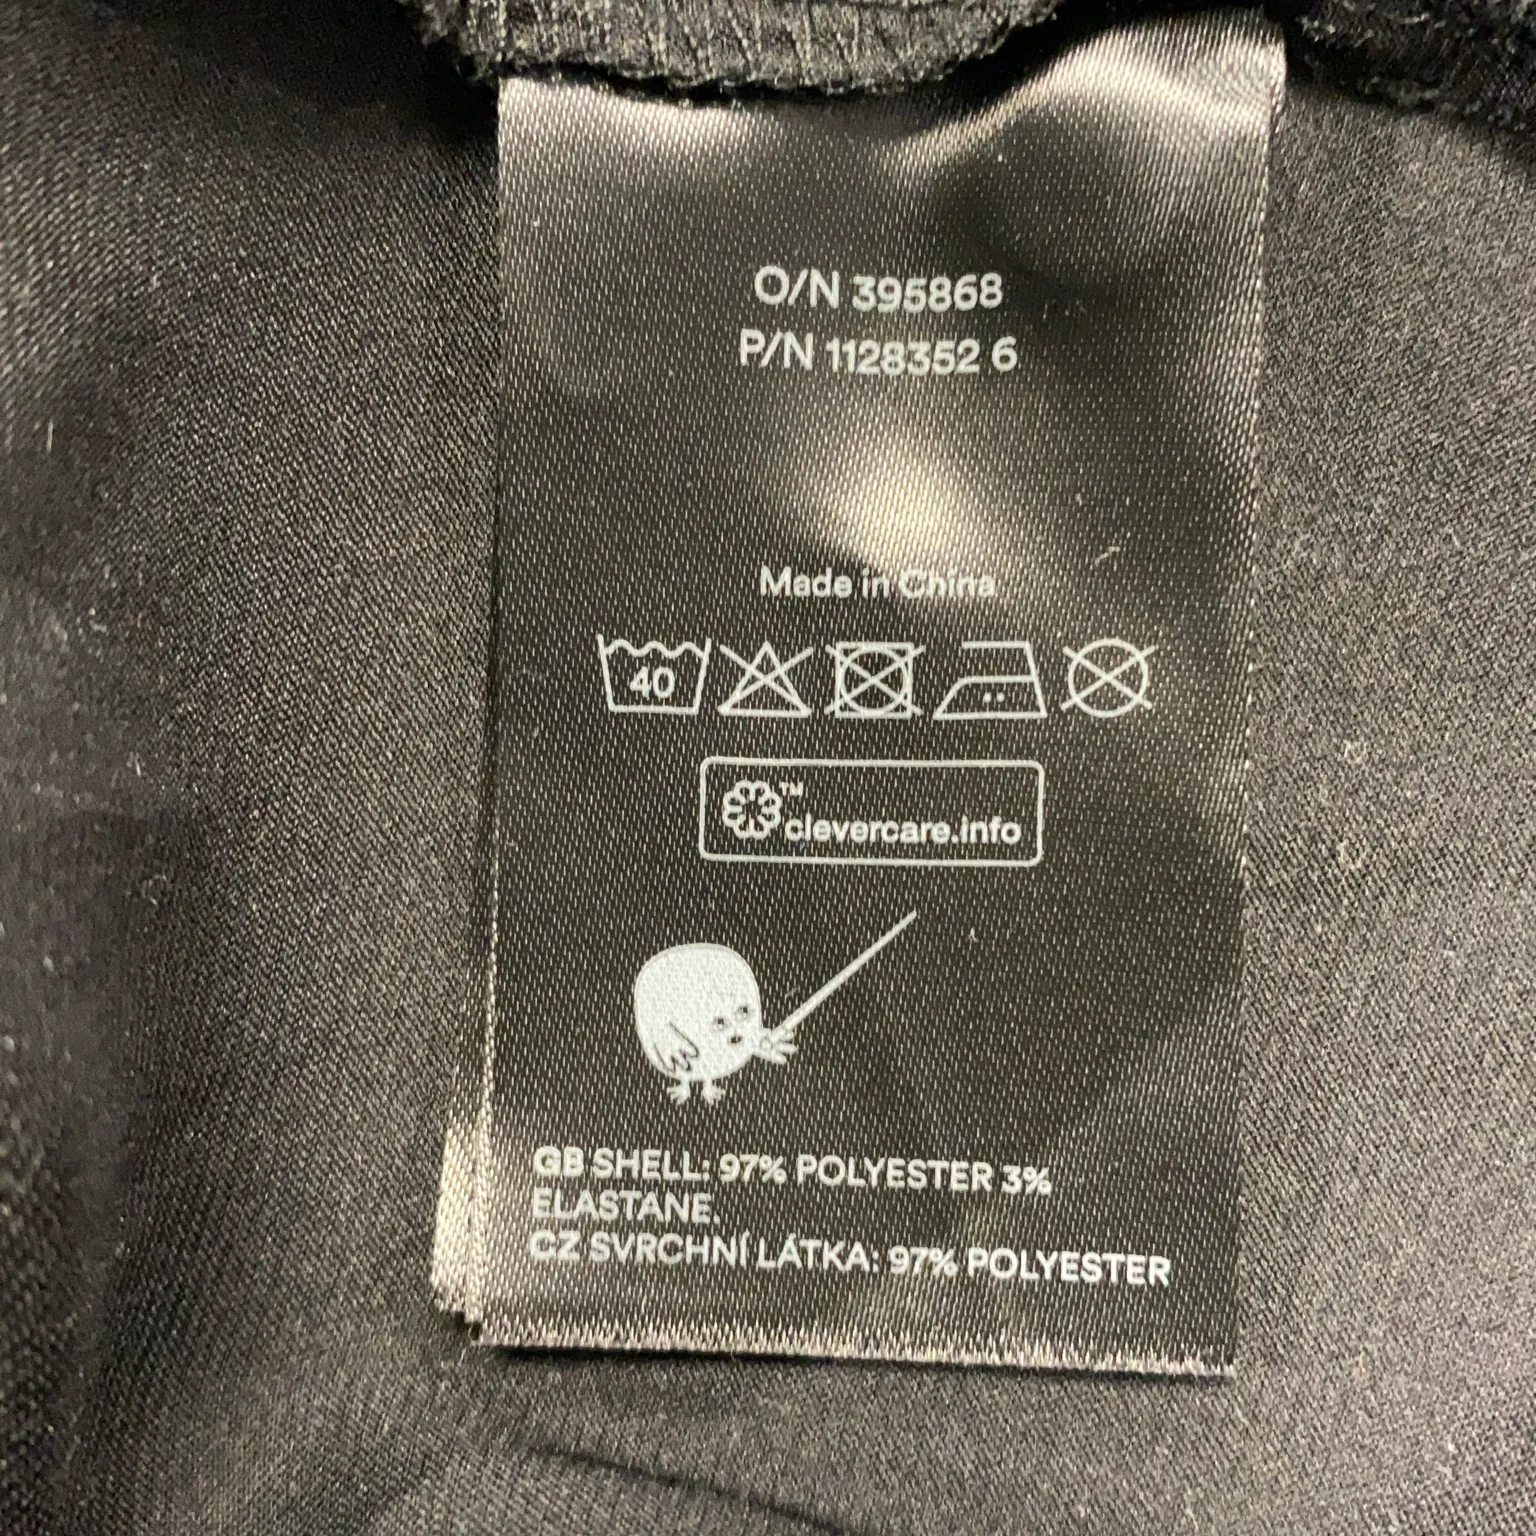 O/N 395868
P/N 1128352 6
Made in China
40
™
clevercare.info
GB SHELL: 97% POLYESTER 3%
ELASTANE.
CZ SVRCHNÍ LÁTKA: 97% POLYESTER